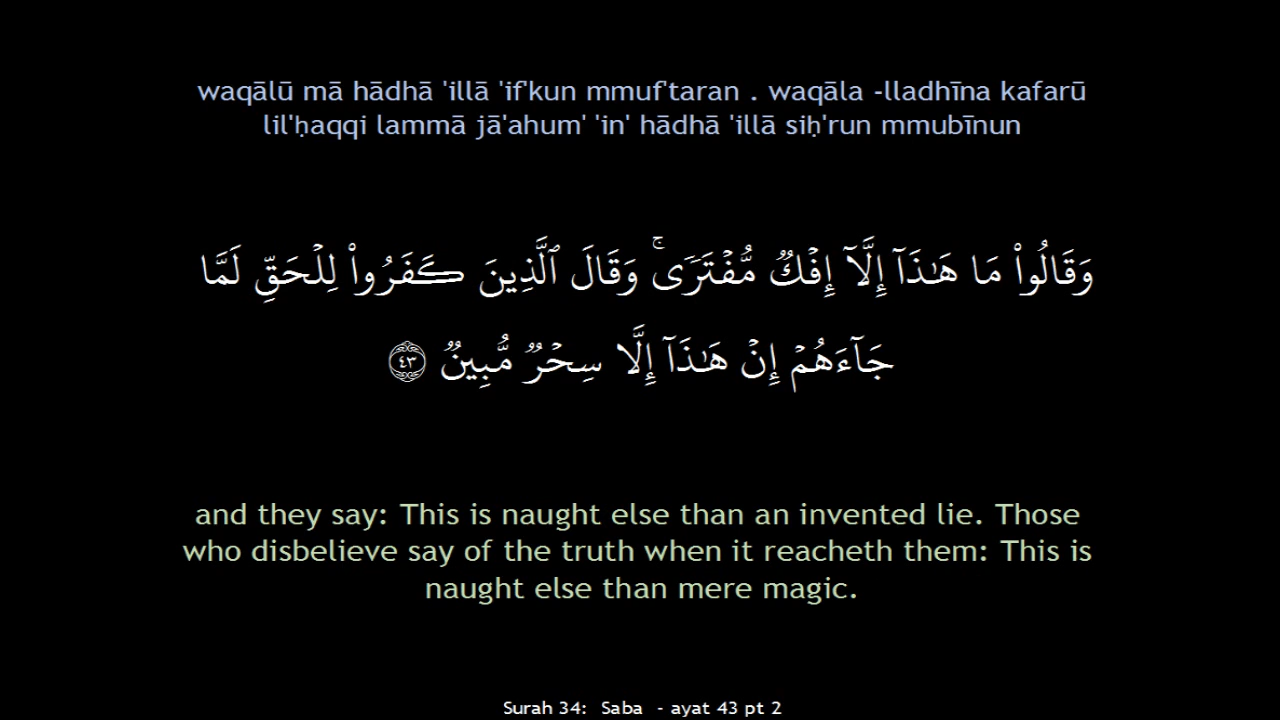 waqālū mā hādhā 'illā 'if'kun mmuf'taran . waqāla -lladhīna kafarū
lil'ḥaqqi lammā jā'ahum' 'in' hādhā 'illā siḥ'run mmubīnun
وَقَالُوا۟ مَا هَـٰذَآ إِلَّآ إِفْكٌ مُّفْتَرًى ۚ وَقَالَ ٱلَّذِينَ كَفَرُوا۟ لِلْحَقِّ لَمَّا
جَآءَهُمْ إِنْ هَـٰذَآ إِلَّا سِحْرٌ مُّبِينٌ ٤٣
and they say: This is naught else than an invented lie. Those
who disbelieve say of the truth when it reacheth them: This is
naught else than mere magic.
Surah 34: Saba - ayat 43 pt 2